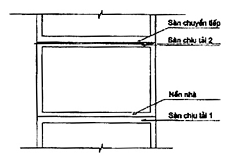 Sàn chuyển tiếp
Sàn chịu tải 2
Nền nhà
Sàn chịu tải 1